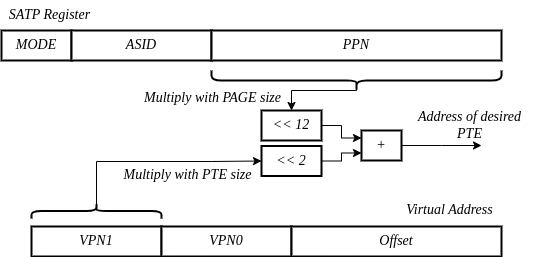 SATP Register
MODE ASID PPN
Multiply with PAGE size
<< 12
Address of desired
PTE
+
<< 2
Multiply with PTE size
Virtual Address
VPN1 VPN0 Offset